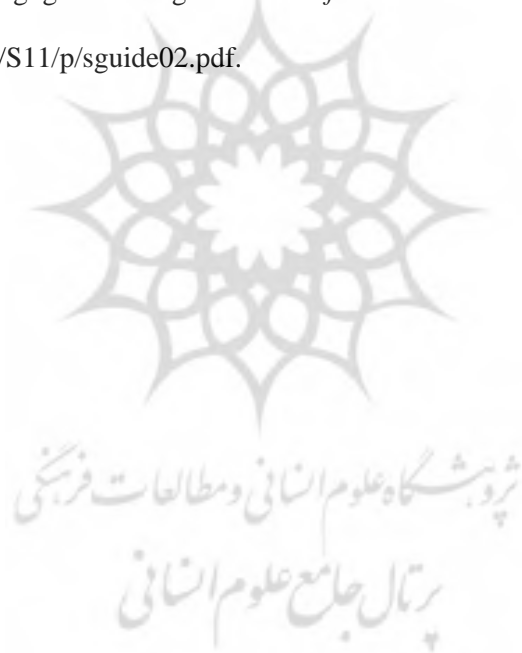 /S11/p/sguide02.pdf.
پژوهشگاه علوم انسانی و مطالعات فرهنگی
پرتال جامع علوم انسانی